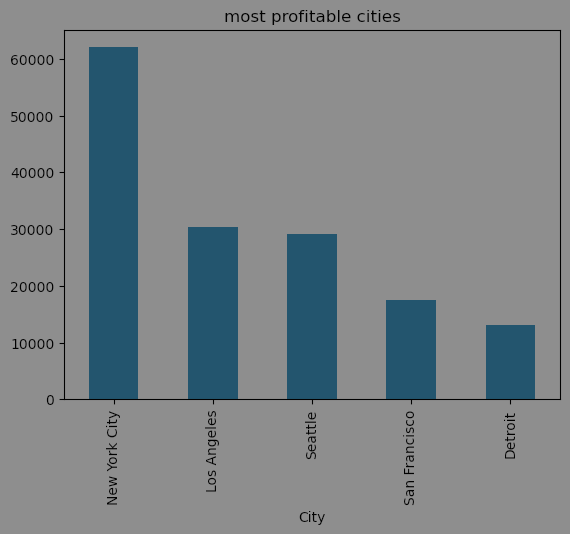 most profitable cities
60000
50000
40000
30000
20000
10000
0
New York City
Los Angeles
Seattle
San Francisco
Detroit
City